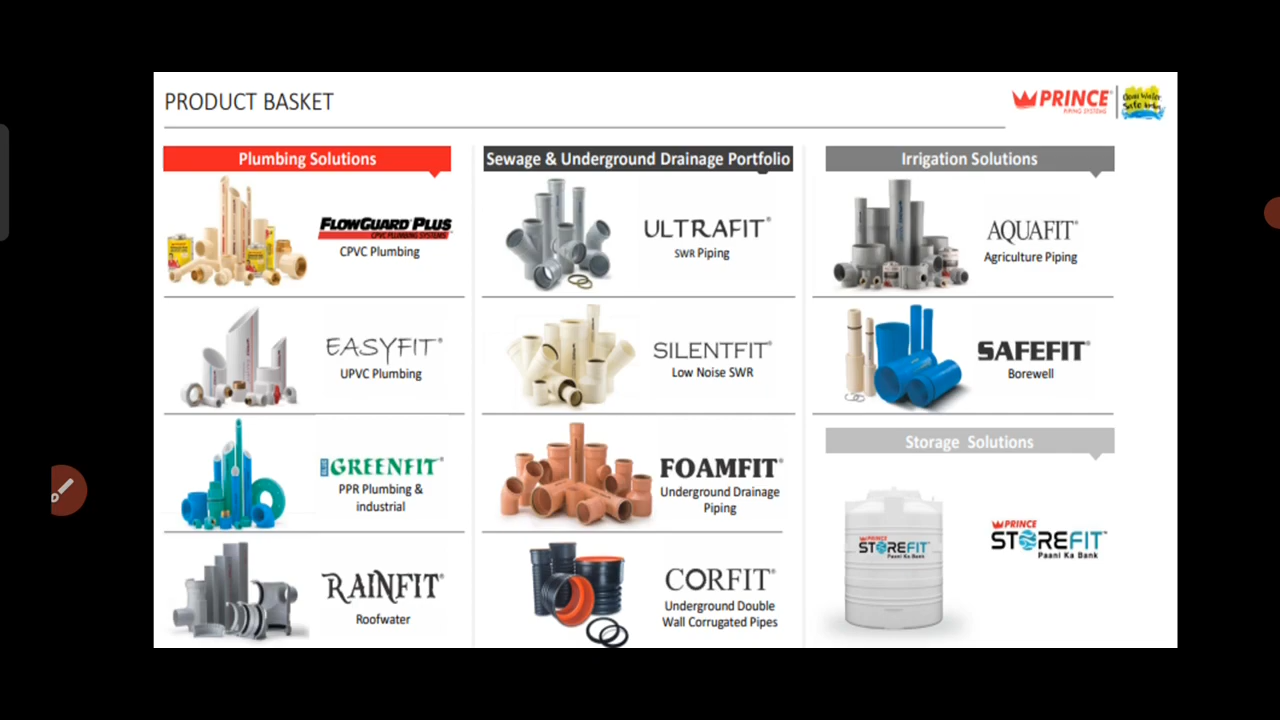 PRODUCT BASKET
PRINCE
PIPING SYSTEMS
Plumbing Solutions
FLOWGUARD PLUS
CPVC PLUMBING SYSTEMS
CPVC Plumbing
EASYFIT®
UPVC Plumbing
GREENFIT®
PPR Plumbing &
industrial
RAINFIT®
Roofwater
Sewage & Underground Drainage Portfolio
ULTRAFIT®
SWR Piping
SILENTFIT®
Low Noise SWR
FOAMFIT®
Underground Drainage
Piping
CORFIT®
Underground Double
Wall Corrugated Pipes
Irrigation Solutions
AQUAFIT®
Agriculture Piping
SAFEFIT®
Borewell
Storage Solutions
PRINCE
STOREFIT
Paani Ka Bank
PRINCE
STOREFIT™
Paani Ka Bank